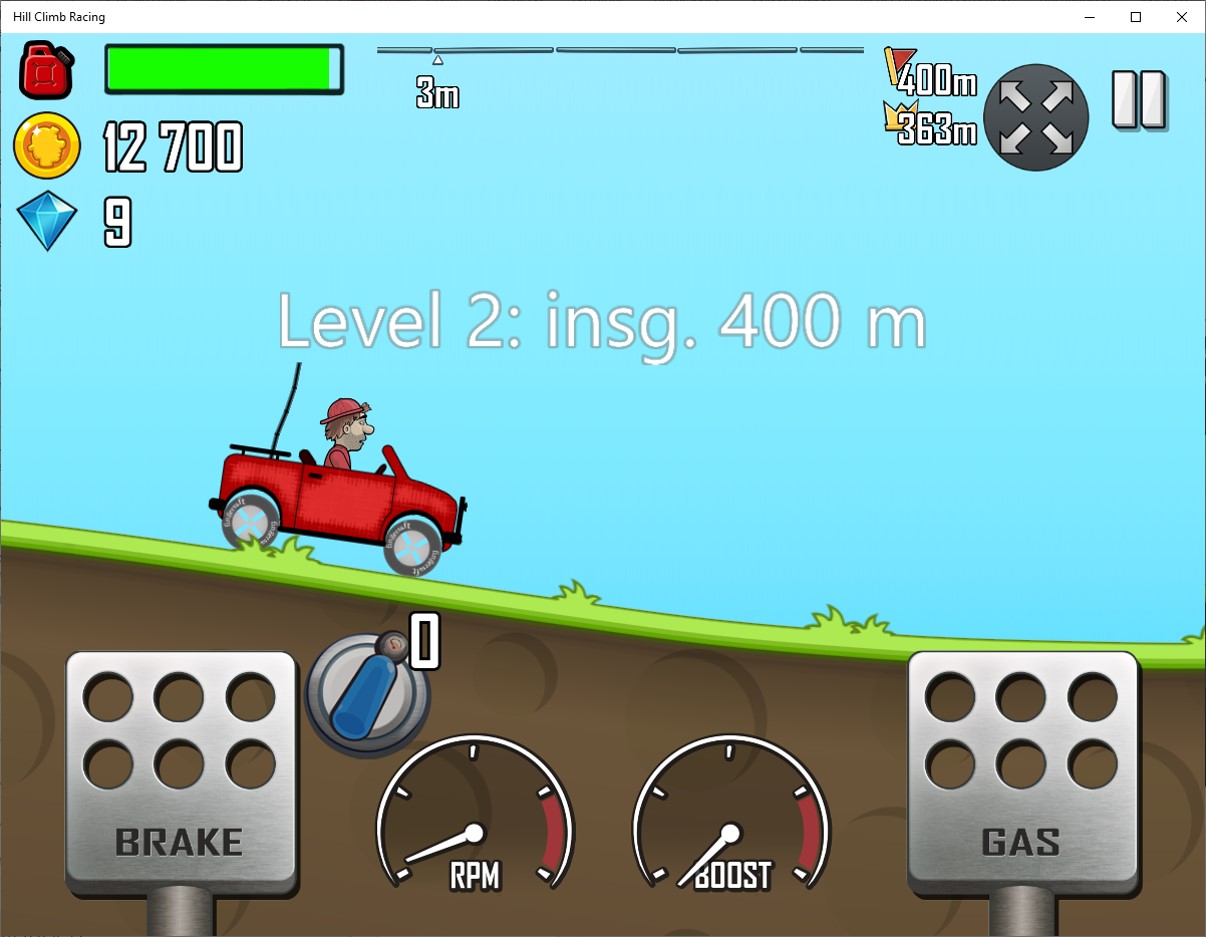 Hill Climb Racing
3m
400m
363m
12 700
9
Level 2: insg. 400 m
0
BRAKE
RPM
BOOST
GAS